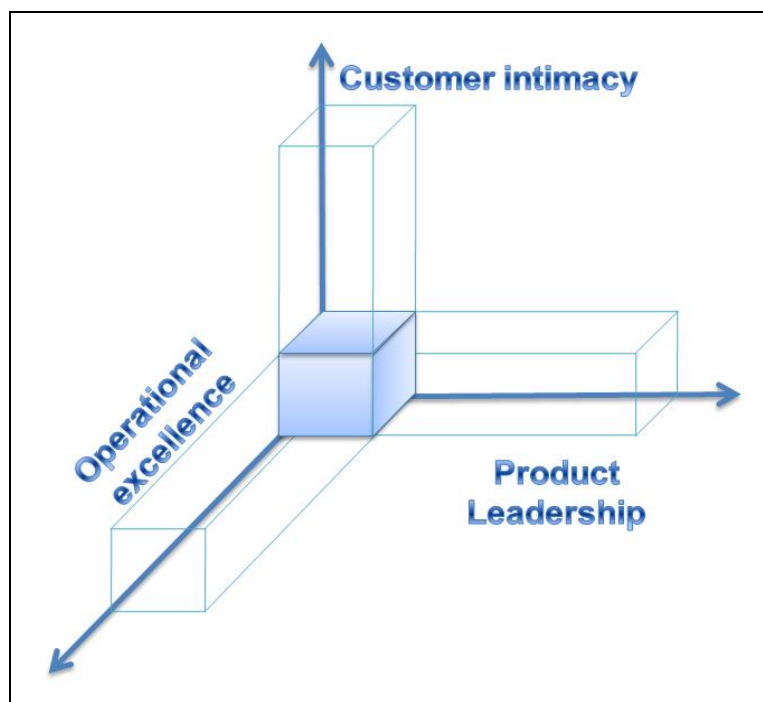 Customer intimacy
Operational
excellence
Product
Leadership